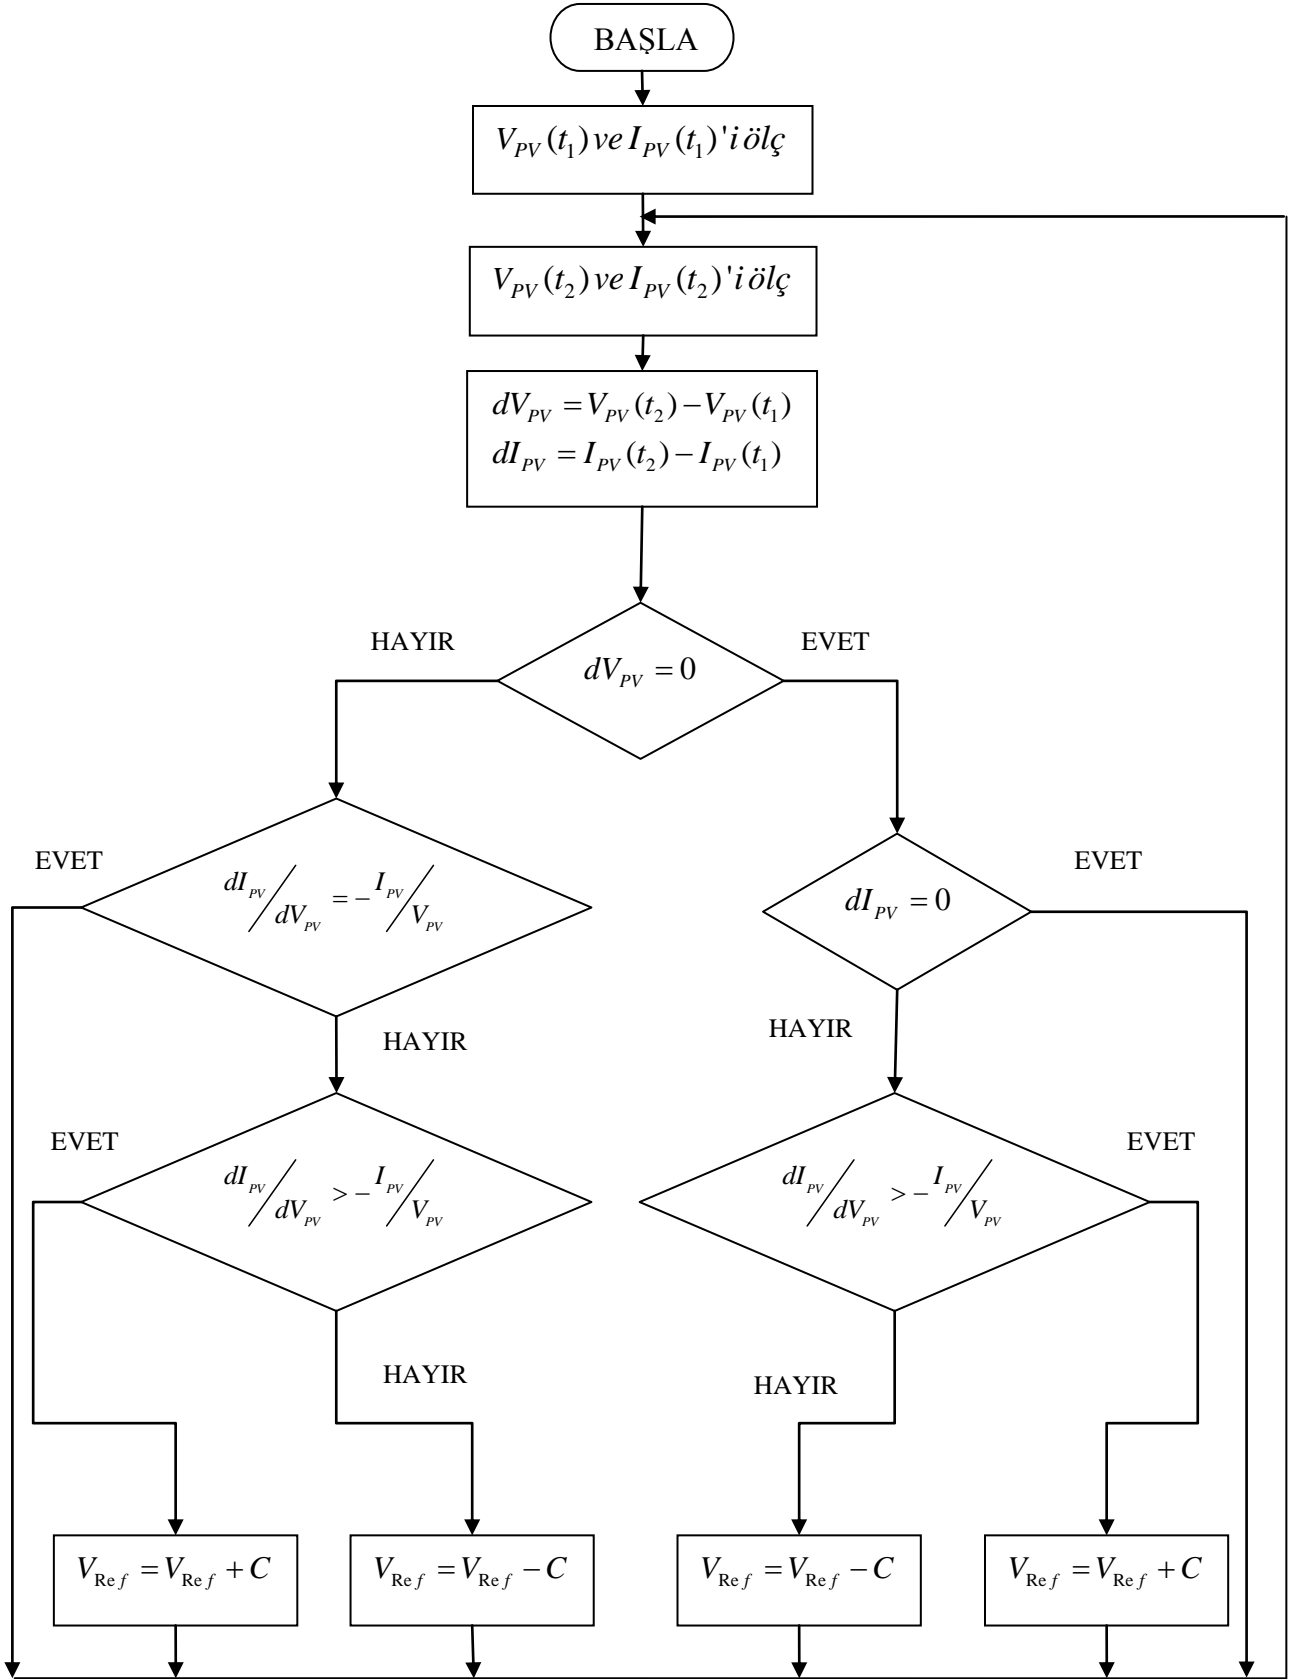 BAŞLA
V_PV(t_1) ve I_PV(t_1)'i ölç
V_PV(t_2) ve I_PV(t_2)'i ölç
dV_PV = V_PV(t_2) − V_PV(t_1)
dI_PV = I_PV(t_2) − I_PV(t_1)
HAYIR
EVET
dV_PV = 0
EVET
dI_PV/dV_PV = − I_PV/V_PV
dI_PV = 0
EVET
HAYIR
HAYIR
EVET
dI_PV/dV_PV > − I_PV/V_PV
dI_PV/dV_PV > − I_PV/V_PV
EVET
HAYIR
HAYIR
V_Ref = V_Ref + C
V_Ref = V_Ref − C
V_Ref = V_Ref − C
V_Ref = V_Ref + C